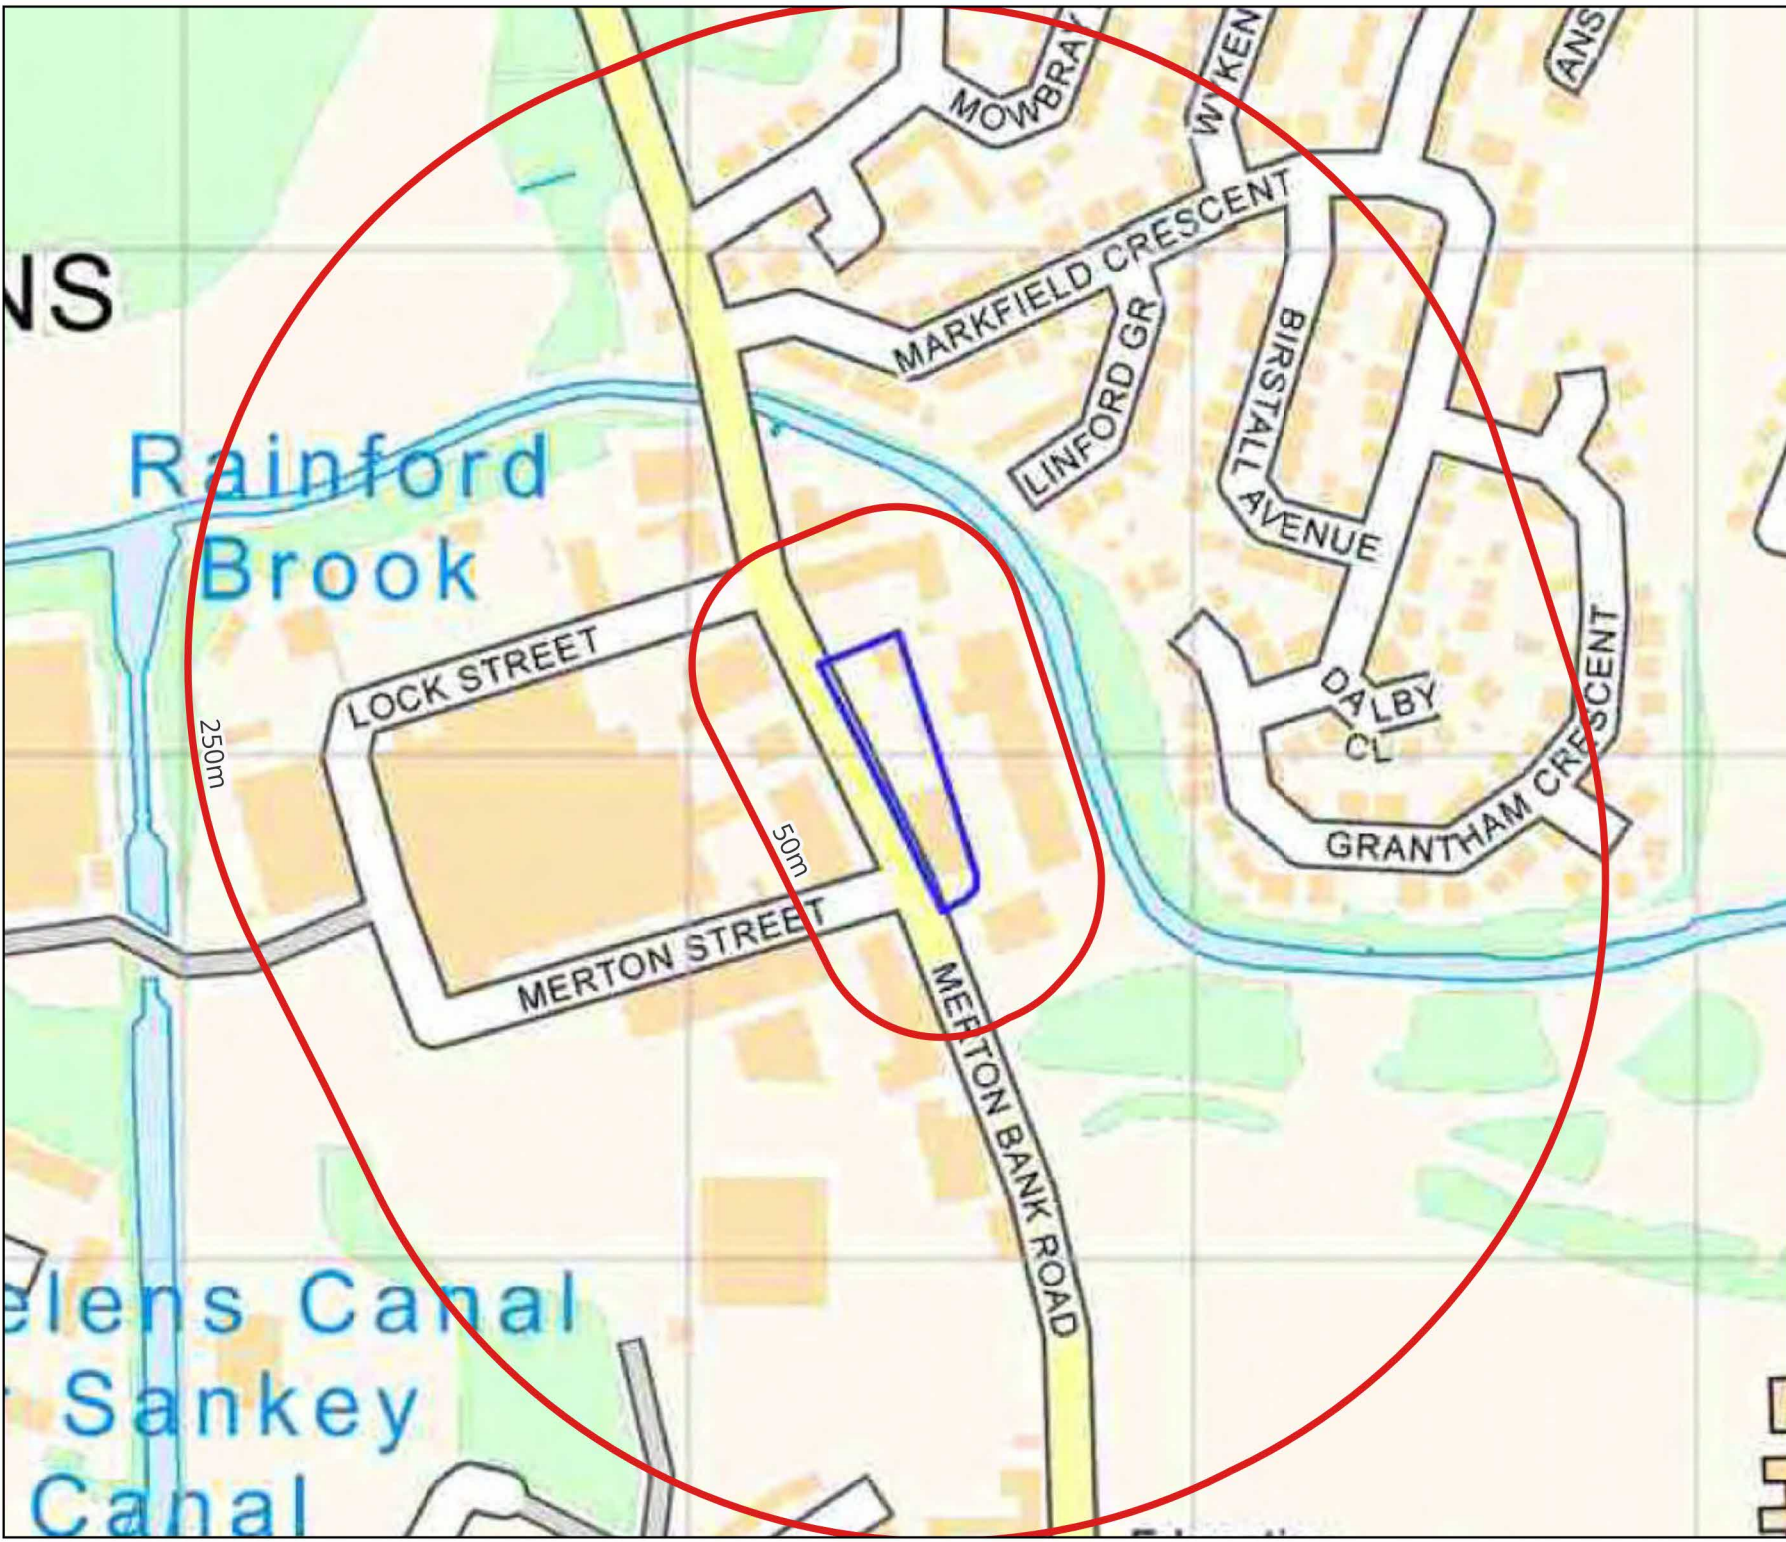 MOWBRAY
WYKEN
ANS
NS
MARKFIELD CRESCENT
LINFORD GR
BIRSTALL
AVENUE
Rainford
Brook
LOCK STREET
DALBY
CL
GRANTHAM CRESCENT
250m
50m
MERTON STREET
MERTON BANK ROAD
elens Canal
r Sankey
Canal